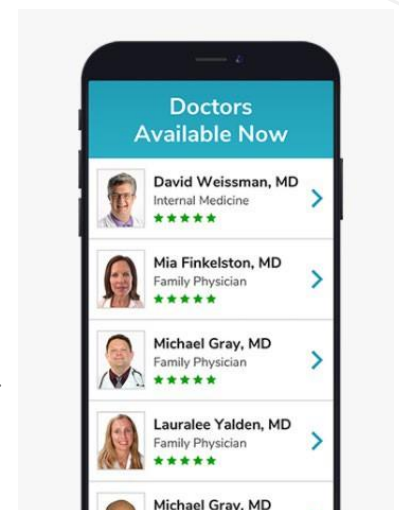 Doctors
Available Now
David Weissman, MD
Internal Medicine
Mia Finkelston, MD
Family Physician
Michael Gray, MD
Family Physician
Lauralee Yalden, MD
Family Physician
Michael Gray, MD